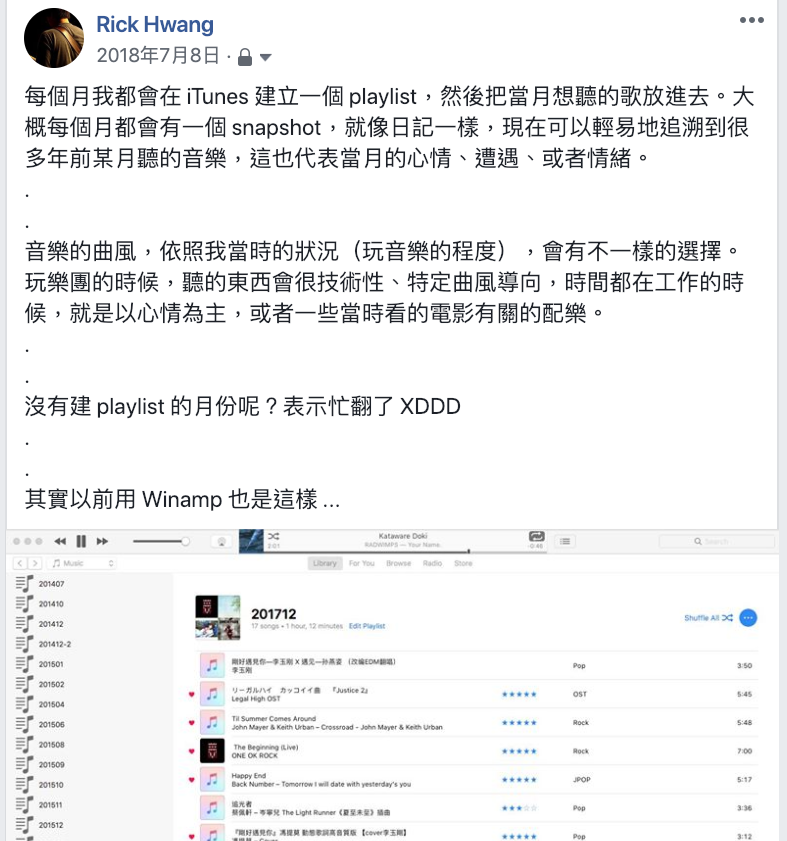 Rick Hwang
2018年7月8日 ·
每個月我都會在 iTunes 建立一個 playlist，然後把當月想聽的歌放進去。大
概每個月都會有一個 snapshot，就像日記一樣，現在可以輕易地追溯到很
多年前某月聽的音樂，這也代表當月的心情、遭遇、或者情緒。
.
.
音樂的曲風，依照我當時的狀況（玩音樂的程度），會有不一樣的選擇。
玩樂團的時候，聽的東西會很技術性、特定曲風導向，時間都在工作的時
候，就是以心情為主，或者一些當時看的電影有關的配樂。
.
.
沒有建 playlist 的月份呢？表示忙翻了 XDDD
.
.
其實以前用 Winamp 也是這樣 ...
Kataware Doki
2:01
RADWIMPS — Your Name.
-0:46
Search
Music
Library For You Browse Radio Store
201407
201410
201412
201412-2
201501
201502
201504
201506
201508
201509
201510
201511
201512
201712
17 songs • 1 hour, 12 minutes Edit Playlist
Shuffle All
剛好遇見你—李玉剛 X 遇见—孙燕姿 （改编EDM翻唱）
李玉剛
Pop 3:50
リーガルハイ カッコイイ曲 『Justice 2』
Legal High OST
★★★★★ OST 5:45
Til Summer Comes Around
John Mayer & Keith Urban – Crossroad - John Mayer & Keith Urban
★★★★★ Rock 5:48
The Beginning (Live)
ONE OK ROCK
★★★★★ Rock 7:00
Happy End
Back Number – Tomorrow I will date with yesterday's you
★★★★★ JPOP 5:17
追光者
蔡佩軒 – 岑寧兒 The Light Runner《夏至未至》插曲
★★★☆☆ Pop 3:36
『剛好遇見你』馮提莫 動態歌詞高音質版 【cover李玉剛】
馮提莫 – Cover
★★★★★ Pop 3:12